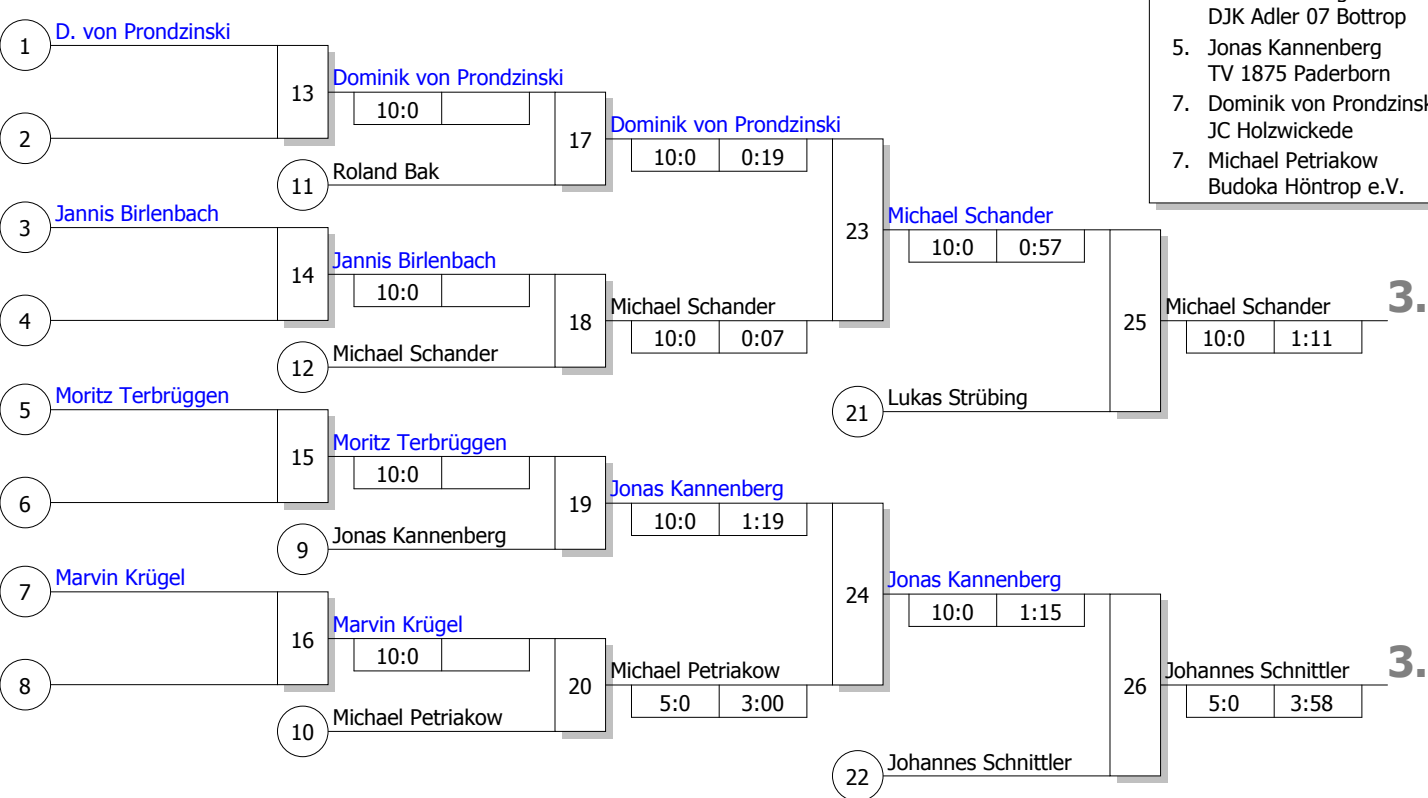 DJK Adler 07 Bottrop
5. Jonas Kannenberg
TV 1875 Paderborn
7. Dominik von Prondzinsk
JC Holzwickede
7. Michael Petriakow
Budoka Höntrop e.V.
1 D. von Prondzinski
13 Dominik von Prondzinski
10:0
2
17 Dominik von Prondzinski
10:0 0:19
11 Roland Bak
3 Jannis Birlenbach
23 Michael Schander
10:0 0:57
14 Jannis Birlenbach
10:0
4
18 Michael Schander
10:0 0:07
12 Michael Schander
25 Michael Schander 3.
10:0 1:11
5 Moritz Terbrüggen
21 Lukas Strübing
15 Moritz Terbrüggen
10:0
6
19 Jonas Kannenberg
10:0 1:19
9 Jonas Kannenberg
7 Marvin Krügel
24 Jonas Kannenberg
10:0 1:15
16 Marvin Krügel
10:0
8
20 Michael Petriakow
5:0 3:00
10 Michael Petriakow
26 Johannes Schnittler 3.
5:0 3:58
22 Johannes Schnittler